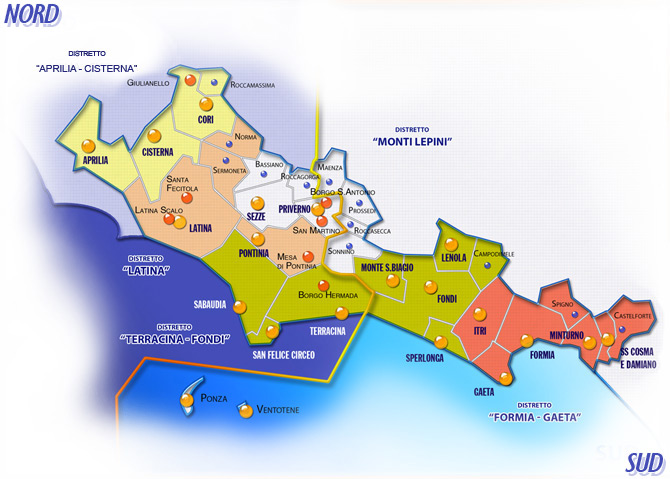 NORD
DISTRETTO
"APRILIA - CISTERNA"
GIULIANELLO
ROCCAMASSIMA
CORI
DISTRETTO
"MONTI LEPINI"
NORMA
CISTERNA
APRILIA
SERMONETA
BASSIANO
MAENZA
ROCCAGORGA
SANTA
FECITOLA
BORGO S.ANTONIO
PRIVERNO
PROSSEDI
LATINA SCALO
LATINA
SEZZE
SAN MARTINO
ROCCASECCA
PONTINIA
SONNINO
MESA
DI PONTINIA
LENOLA
CAMPODIMELE
DISTRETTO
"LATINA"
MONTE S.BIAGIO
FONDI
BORGO HERMADA
SABAUDIA
TERRACINA
DISTRETTO
"TERRACINA - FONDI"
SAN FELICE CIRCEO
SPERLONGA
ITRI
SPIGNO
CASTELFORTE
MINTURNO
SS COSMA
E DAMIANO
FORMIA
GAETA
PONZA
VENTOTENE
DISTRETTO
"FORMIA - GAETA"
SUD